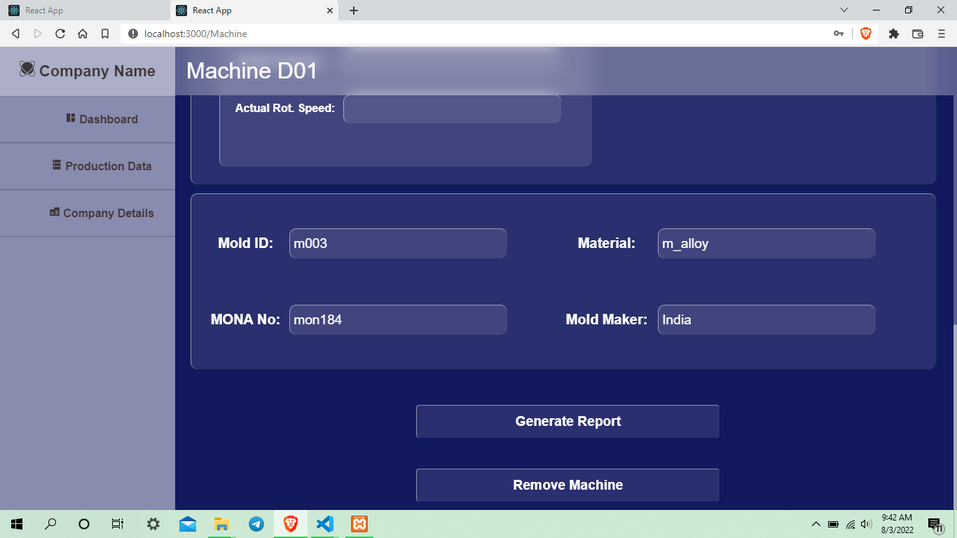 React App
React App
localhost:3000/Machine
Company Name
Machine D01
Dashboard
Production Data
Company Details
Actual Rot. Speed:
Mold ID: m003
Material: m_alloy
MONA No: mon184
Mold Maker: India
Generate Report
Remove Machine
9:42 AM
8/3/2022
11